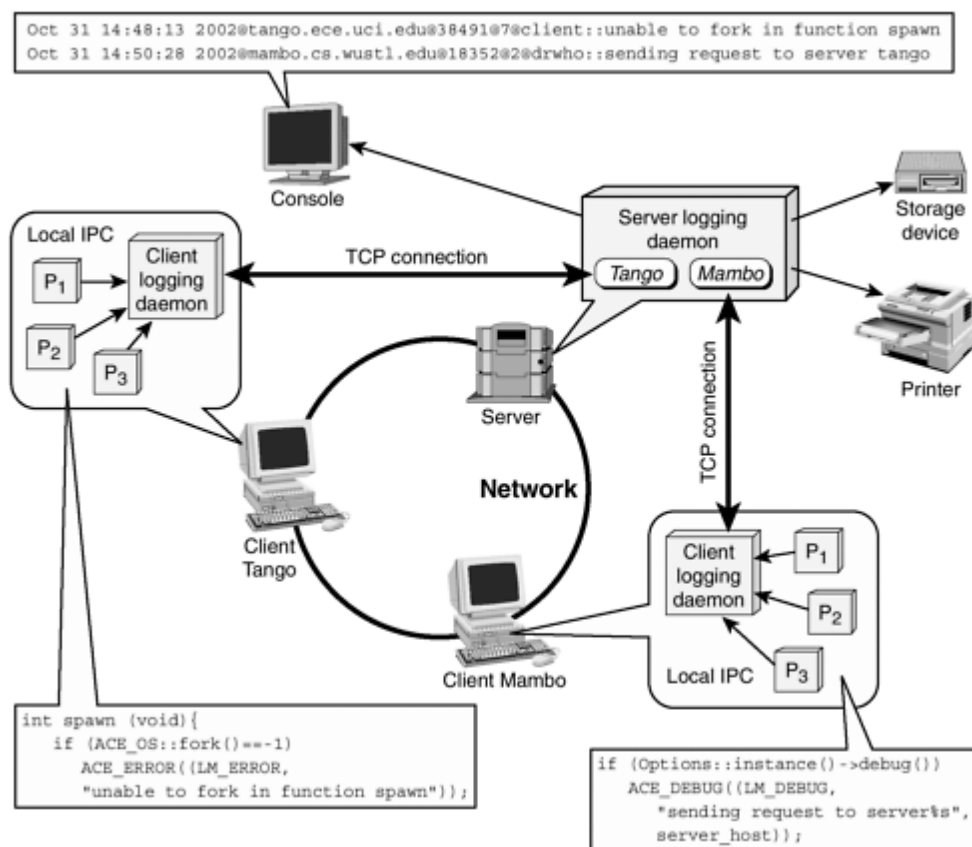 Oct 31 14:48:13 2002@tango.ece.uci.edu@38491@7@client::unable to fork in function spawn
Oct 31 14:50:28 2002@mambo.cs.wustl.edu@18352@2@drwho::sending request to server tango
Console
Server logging
daemon
Tango
Mambo
Storage
device
Printer
Local IPC
Client
logging
daemon
P1
P2
P3
TCP connection
TCP connection
Server
Network
Client
Tango
Client Mambo
Client
logging
daemon
P1
P2
P3
Local IPC
int spawn (void){
if (ACE_OS::fork()==-1)
ACE_ERROR((LM_ERROR,
"unable to fork in function spawn"));
if (Options::instance()->debug())
ACE_DEBUG((LM_DEBUG,
"sending request to server%s",
server_host));